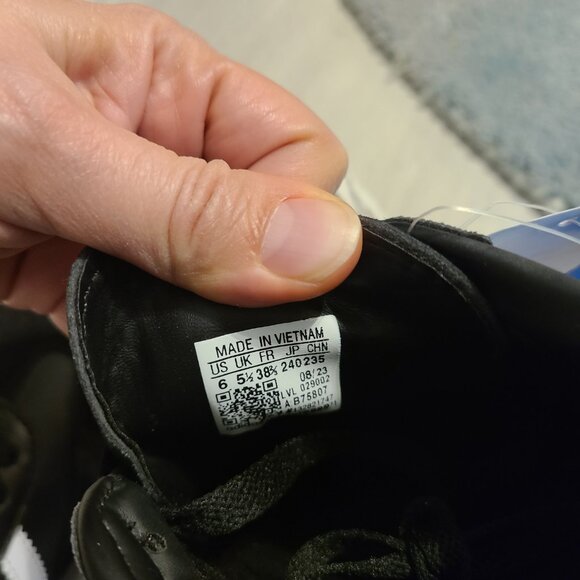 MADE IN VIETNAM
US UK FR JP CHN
6 5½ 38⅔ 240 235
08/23
LVL 029002
A B75807